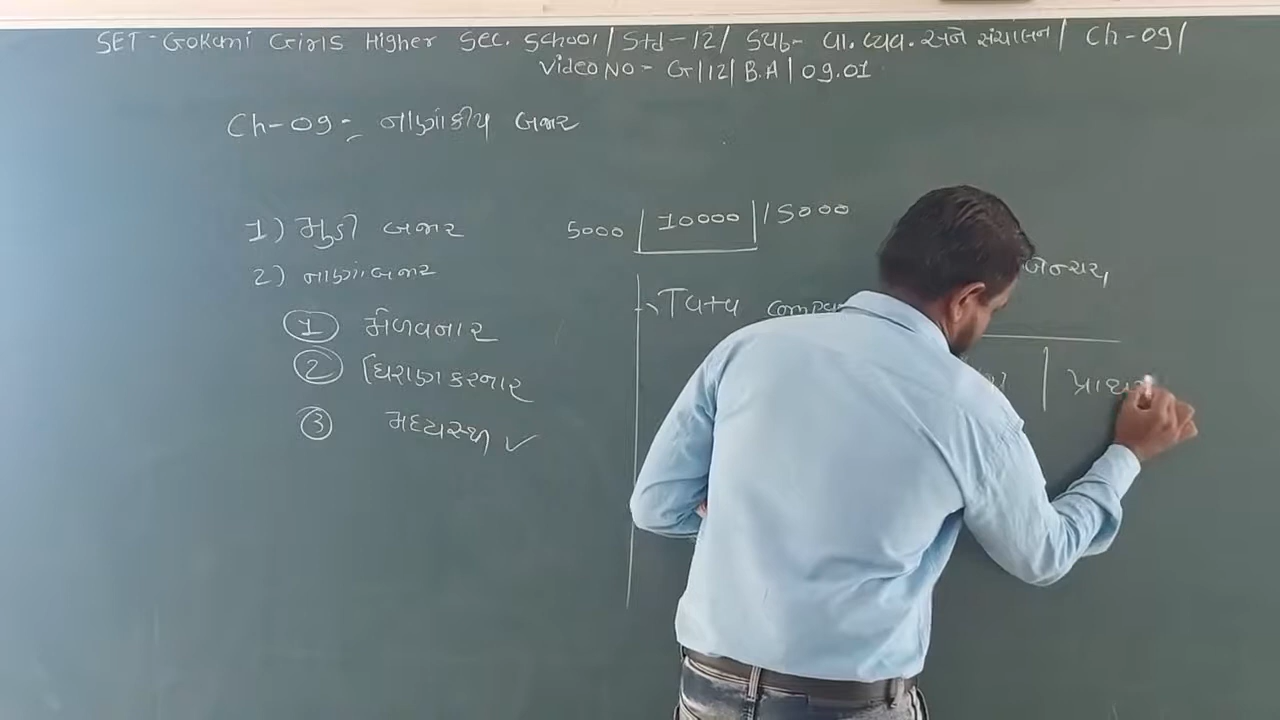 SET-Gokani Girls Higher Sec. School/Std-12/ Sub- વા.વ્યવ. અને સંચાલન/ Ch-09/
Video No - G/12/B.A/09.01
Ch-09 :- નાણાંકીય બજાર
1) મુડી બજાર
2) નાણાંબજાર
① મેળવનાર
② ધિરાણ કરનાર
③ મધ્યસ્થ ✓
5000 | 10000 | 15000
Tata